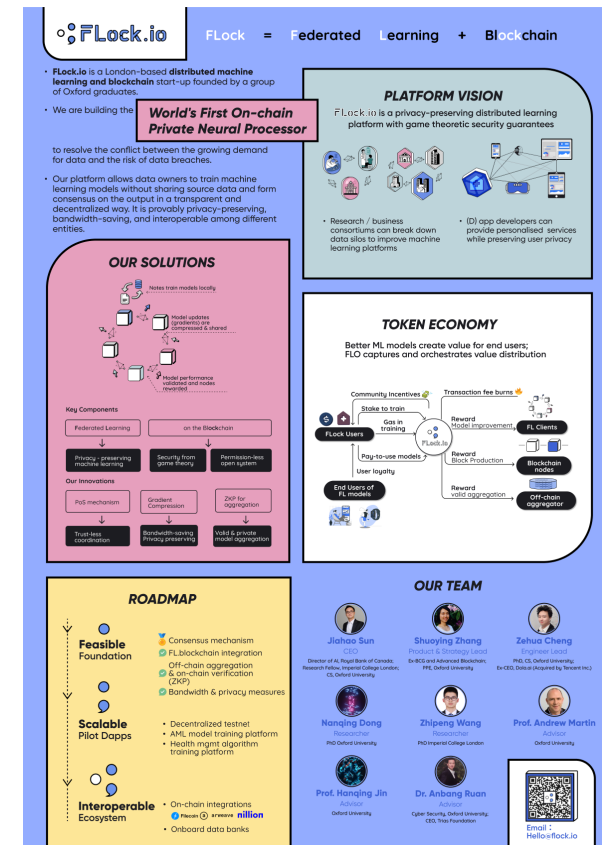 FLock.io
FLock = Federated Learning + Blockchain
• FLock.io is a London-based distributed machine
learning and blockchain start-up founded by a group
of Oxford graduates.
• We are building the
World's First On-chain
Private Neural Processor
to resolve the conflict between the growing demand
for data and the risk of data breaches.
• Our platform allows data owners to train machine
learning models without sharing source data and form
consensus on the output in a transparent and
decentralized way. It is provably privacy-preserving,
bandwidth-saving, and interoperable among different
entities.
PLATFORM VISION
FLock.io is a privacy-preserving distributed learning
platform with game theoretic security guarantees
• Research / business
consortiums can break down
data silos to improve machine
learning platforms
• (D) app developers can
provide personalised services
while preserving user privacy
OUR SOLUTIONS
Notes train models locally
Model updates
(gradients) are
compressed & shared
Model performance
validated and nodes
rewarded
Key Components
Federated Learning
on the Blockchain
Privacy - preserving
machine learning
Security from
game theory
Permission-less
open system
Our Innovations
PoS mechanism
Gradient
Compression
ZKP for
aggregation
Trust-less
coordination
Bandwidth-saving
Privacy preserving
Valid & private
model aggregation
TOKEN ECONOMY
Better ML models create value for end users;
FLO captures and orchestrates value distribution
Community Incentives
Transaction fee burns
Stake to train
Gas in
training
FLock Users
FLock.io
Pay-to-use models
User loyalty
End Users of
FL models
Reward
Model improvement
FL Clients
Reward
Block Production
Blockchain
nodes
Reward
valid aggregation
Off-chain
aggregator
ROADMAP
Feasible
Foundation
Consensus mechanism
FL.blockchain integration
Off-chain aggregation
& on-chain verification
(ZKP)
Bandwidth & privacy measures
Scalable
Pilot Dapps
• Decentralized testnet
• AML model training platform
• Health mgmt algorithm
training platform
Interoperable
Ecosystem
• On-chain integrations
Filecoin a arweave nillion
• Onboard data banks
OUR TEAM
Jiahao Sun
CEO
Director of AI, Royal Bank of Canada;
Research Fellow, Imperial College London;
CS, Oxford University
Shuoying Zhang
Product & Strategy Lead
Ex-BCG and Advanced Blockchain;
PPE, Oxford University
Zehua Cheng
Engineer Lead
PhD, CS, Oxford University;
Ex-CEO, Dataar (Acquired by Tencent Inc.)
Nanqing Dong
Researcher
PhD Oxford University
Zhipeng Wang
Researcher
PhD Imperial College London
Prof. Andrew Martin
Advisor
Oxford University
Prof. Hanqing Jin
Advisor
Oxford University
Dr. Anbang Ruan
Advisor
Cyber Security, Oxford University;
CEO, Trias Foundation
Email：
Hello@flock.io